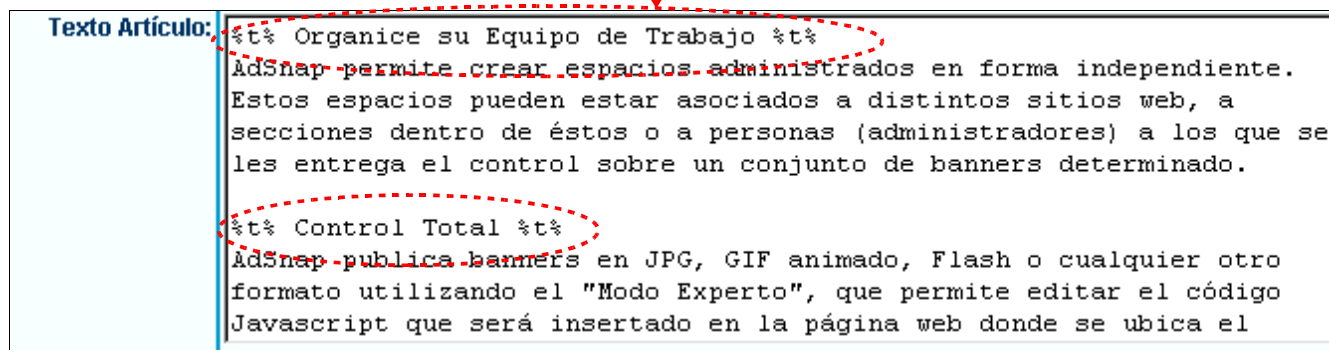 Texto Artículo:
%t% Organice su Equipo de Trabajo %t%
AdSnap permite crear espacios administrados en forma independiente.
Estos espacios pueden estar asociados a distintos sitios web, a
secciones dentro de éstos o a personas (administradores) a los que se
les entrega el control sobre un conjunto de banners determinado.
%t% Control Total %t%
AdSnap publica banners en JPG, GIF animado, Flash o cualquier otro
formato utilizando el "Modo Experto", que permite editar el código
Javascript que será insertado en la página web donde se ubica el